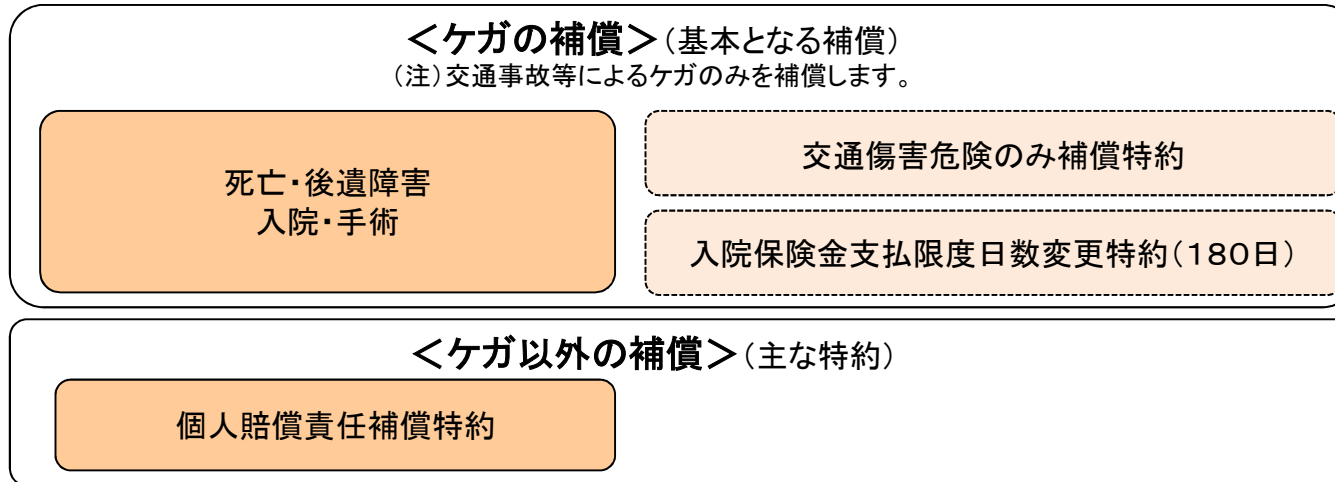 ＜ケガの補償＞（基本となる補償）
（注）交通事故等によるケガのみを補償します。
死亡・後遺障害
入院・手術
交通傷害危険のみ補償特約
入院保険金支払限度日数変更特約（１８０日）
＜ケガ以外の補償＞（主な特約）
個人賠償責任補償特約